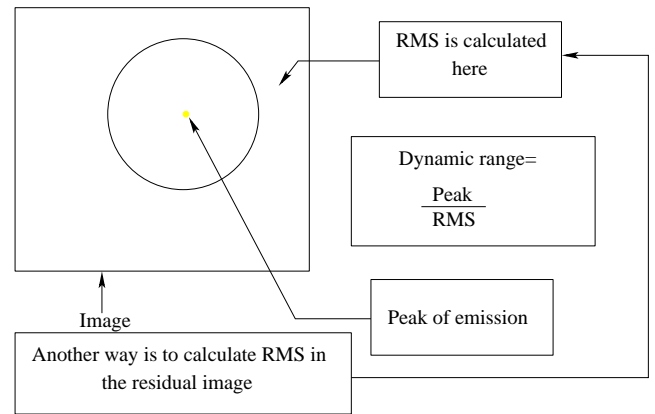 RMS is calculated
here
Dynamic range=
Peak
RMS
Peak of emission
Image
Another way is to calculate RMS in
the residual image